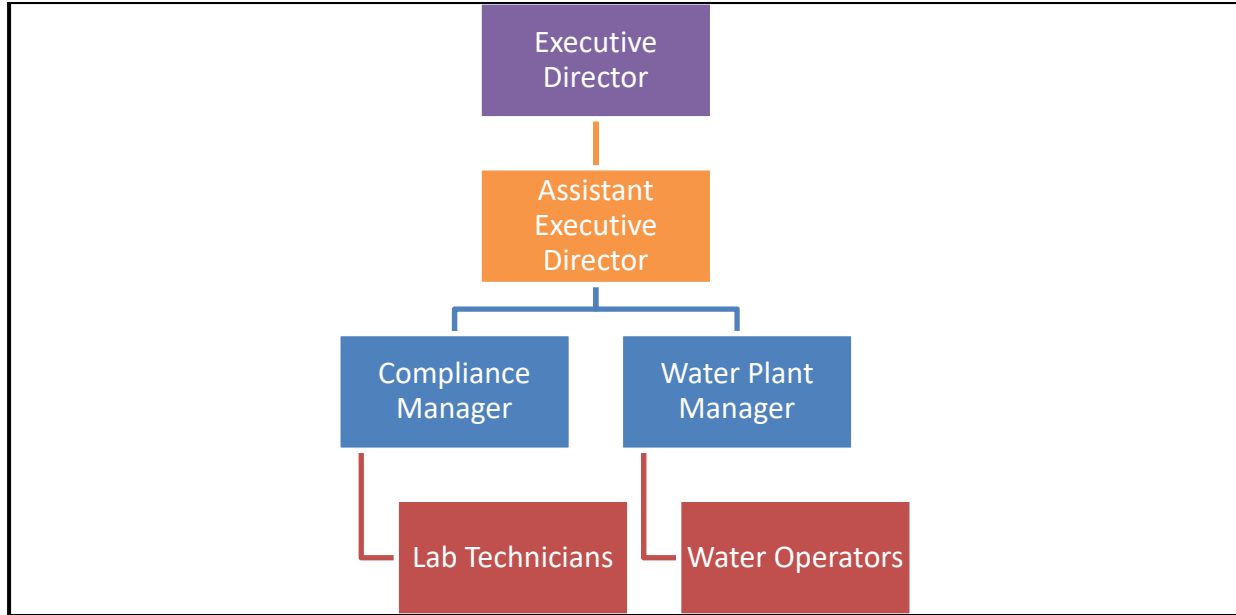 Executive
Director
Assistant
Executive
Director
Compliance
Manager
Water Plant
Manager
Lab Technicians
Water Operators